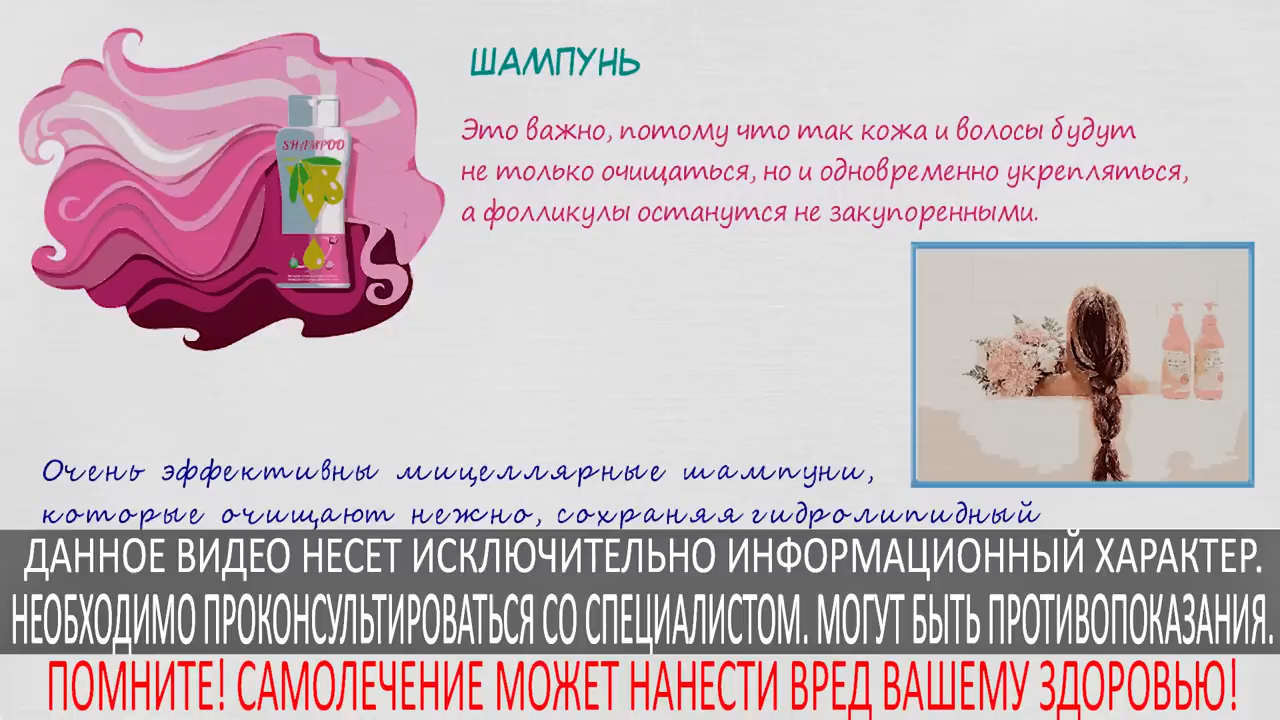 ШАМПУНЬ
SHAMPOO
Это важно, потому что так кожа и волосы будут
не только очищаться, но и одновременно укрепляться,
а фолликулы останутся не закупоренными.
Очень эффективны мицеллярные шампуни,
которые очищают нежно, сохраняя гидролипидный
ДАННОЕ ВИДЕО НЕСЕТ ИСКЛЮЧИТЕЛЬНО ИНФОРМАЦИОННЫЙ ХАРАКТЕР.
НЕОБХОДИМО ПРОКОНСУЛЬТИРОВАТЬСЯ СО СПЕЦИАЛИСТОМ. МОГУТ БЫТЬ ПРОТИВОПОКАЗАНИЯ.
ПОМНИТЕ! САМОЛЕЧЕНИЕ МОЖЕТ НАНЕСТИ ВРЕД ВАШЕМУ ЗДОРОВЬЮ!